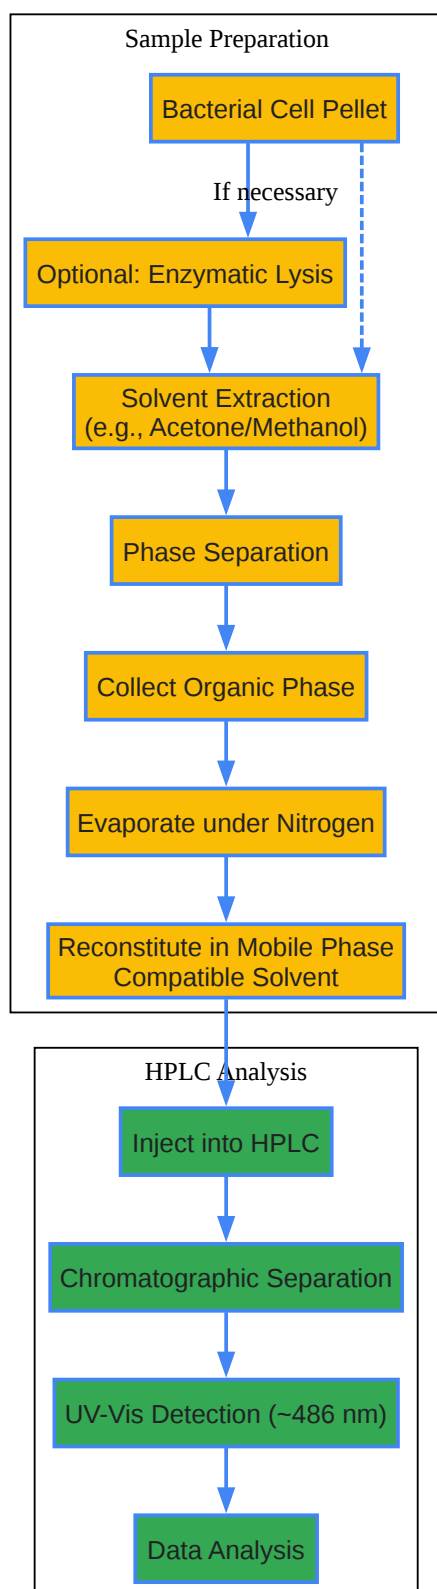 Sample Preparation
Bacterial Cell Pellet
If necessary
Optional: Enzymatic Lysis
Solvent Extraction
(e.g., Acetone/Methanol)
Phase Separation
Collect Organic Phase
Evaporate under Nitrogen
Reconstitute in Mobile Phase
Compatible Solvent
HPLC Analysis
Inject into HPLC
Chromatographic Separation
UV-Vis Detection (~486 nm)
Data Analysis